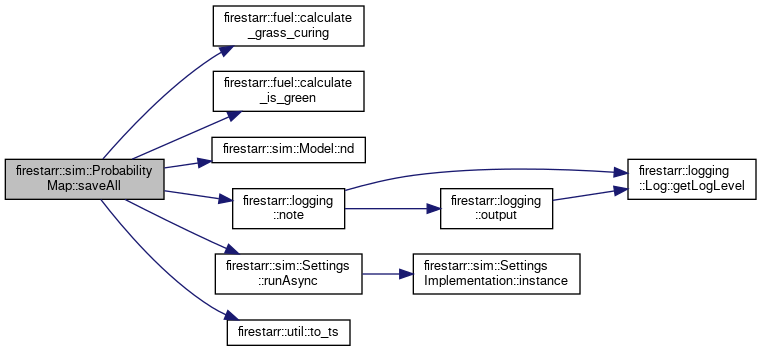 firestarr::fuel::calculate
_grass_curing
firestarr::fuel::calculate
_is_green
firestarr::sim::Model::nd
firestarr::sim::Probability
Map::saveAll
firestarr::logging
::note
firestarr::logging
::output
firestarr::logging
::Log::getLogLevel
firestarr::sim::Settings
::runAsync
firestarr::sim::Settings
Implementation::instance
firestarr::util::to_ts